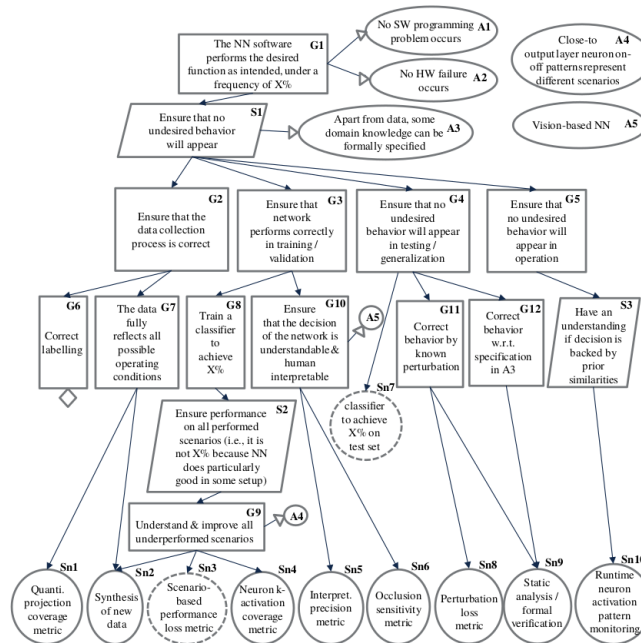 G1
The NN software
performs the desired
function as intended, under
a frequency of X%
No SW programming
problem occurs
A1
No HW failure
occurs
A2
Close-to
output layer neuron on-
off patterns represent
different scenarios
A4
Vision-based NN
A5
S1
Ensure that no
undesired behavior
will appear
Apart from data, some
domain knowledge can be
formally specified
A3
G2
Ensure that the
data collection
process is correct
G3
Ensure that
network
performs correctly
in training /
validation
G4
Ensure that no
undesired behavior
will appear in testing /
generalization
G5
Ensure that
no undesired
behavior will
appear in
operation
G6
Correct
labelling
G7
The data
fully
reflects all
possible
operating
conditions
G8
Train a
classifier
to
achieve
X%
G10
Ensure
that the decision
of the network is
understandable &
human
interpretable
A5
G11
Correct
behavior by
known
perturbation
G12
Correct
behavior
w.r.t.
specification
in A3
S3
Have an
understanding
if decision is
backed by
prior
similarities
Sn7
classifier
to achieve
X% on
test set
S2
Ensure performance
on all performed
scenarios (i.e., it is
not X% because NN
does particularly
good in some setup)
G9
Understand & improve all
underperformed scenarios
A4
Sn1
Quanti.
projection
coverage
metric
Sn2
Synthesis
of new
data
Sn3
Scenario-
based
performance
loss metric
Sn4
Neuron k-
activation
coverage
metric
Sn5
Interpret.
precision
metric
Sn6
Occlusion
sensitivity
metric
Sn8
Perturbation
loss metric
Sn9
Static
analysis /
formal
verification
Sn10
Runtime
neuron
activation
pattern
monitoring